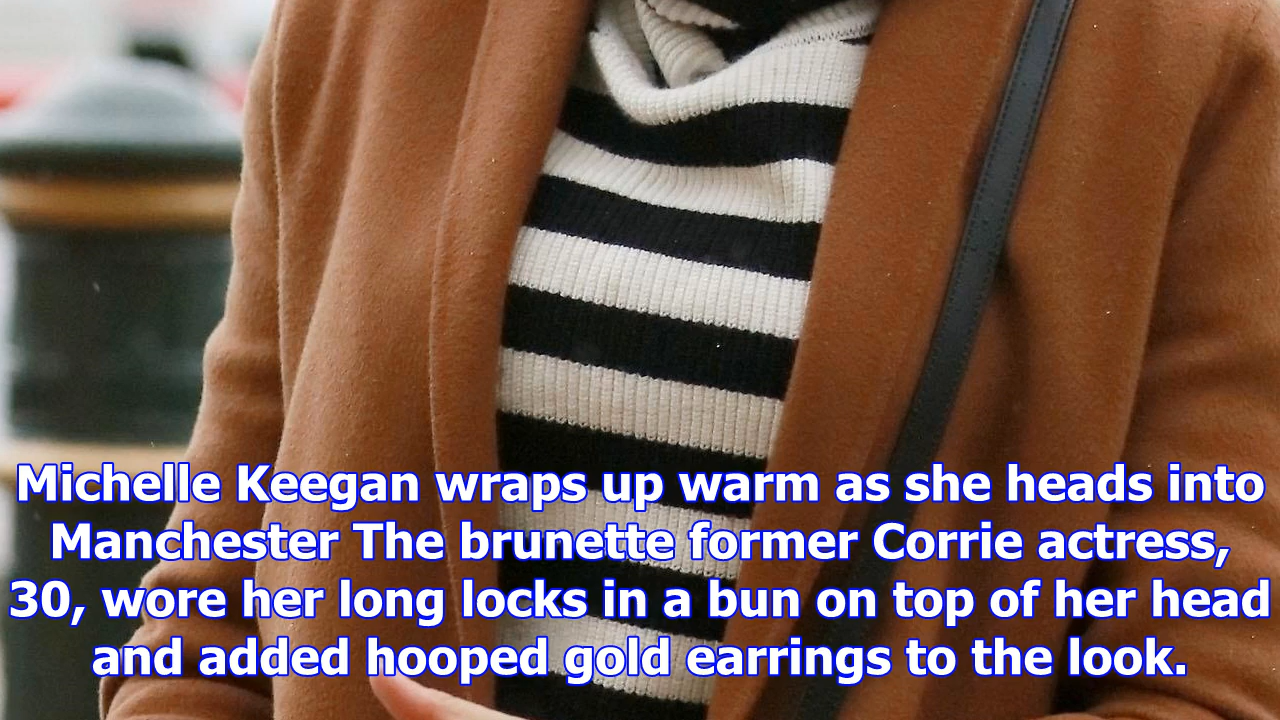 Michelle Keegan wraps up warm as she heads into
Manchester The brunette former Corrie actress,
30, wore her long locks in a bun on top of her head
and added hooped gold earrings to the look.